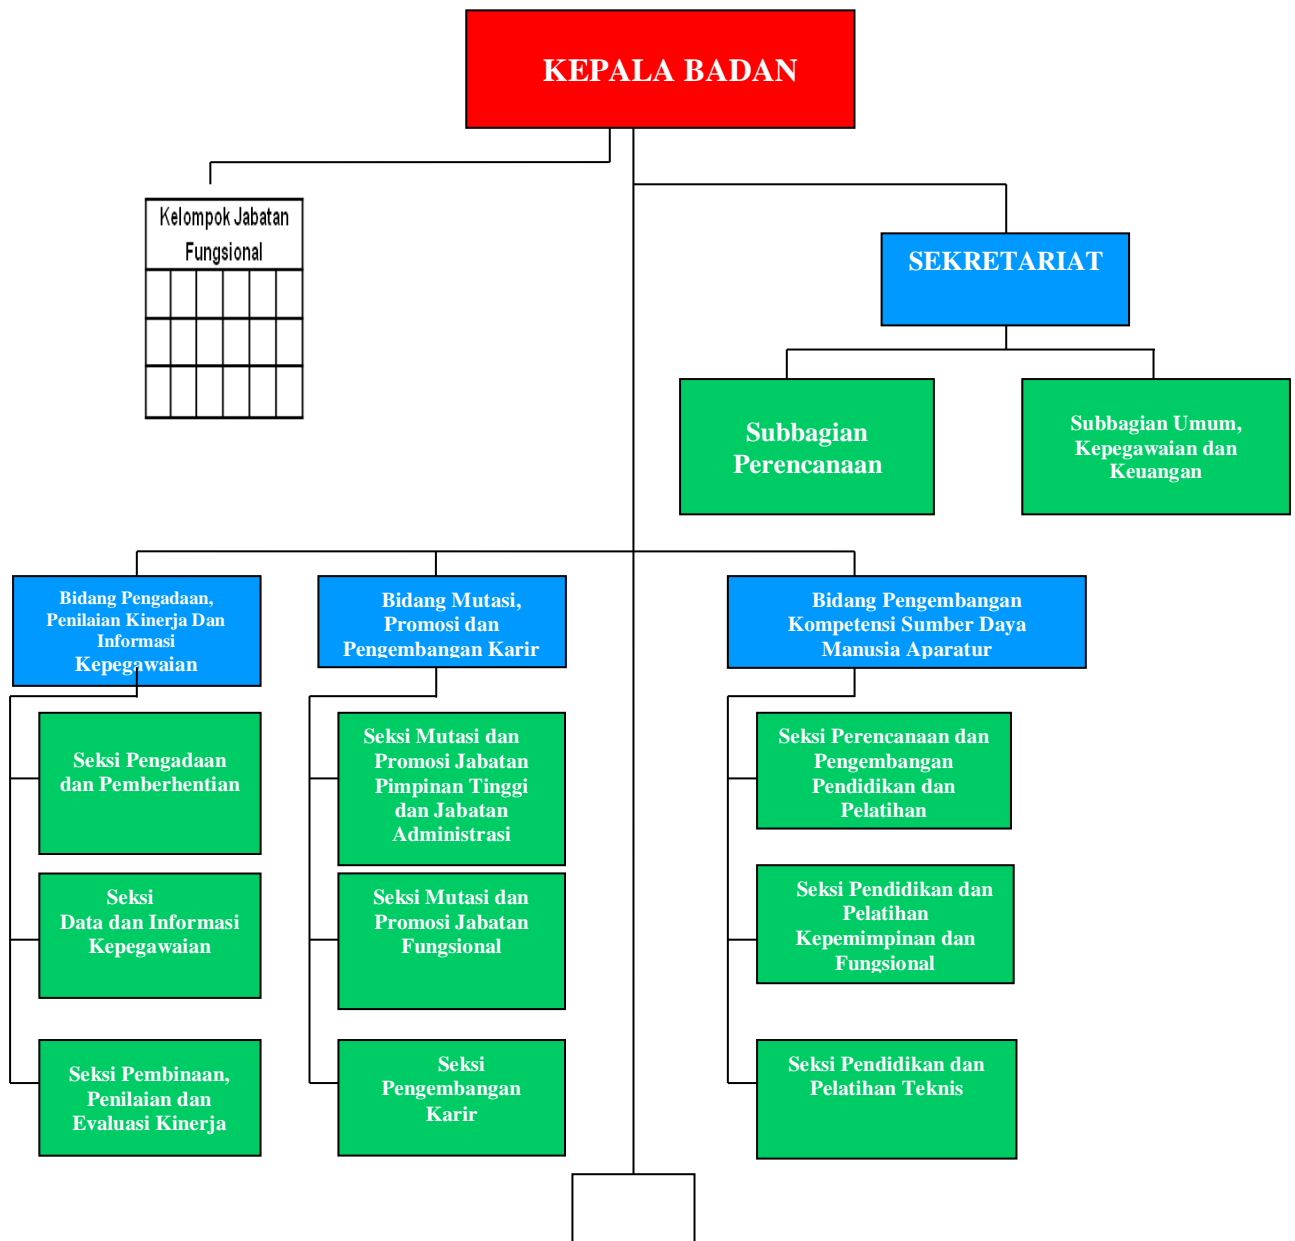 KEPALA BADAN
Kelompok Jabatan
Fungsional
SEKRETARIAT
Subbagian
Perencanaan
Subbagian Umum,
Kepegawaian dan
Keuangan
Bidang Pengadaan,
Penilaian Kinerja Dan
Informasi
Kepegawaian
Bidang Mutasi,
Promosi dan
Pengembangan Karir
Bidang Pengembangan
Kompetensi Sumber Daya
Manusia Aparatur
Seksi Pengadaan
dan Pemberhentian
Seksi Mutasi dan
Promosi Jabatan
Pimpinan Tinggi
dan Jabatan
Administrasi
Seksi Perencanaan dan
Pengembangan
Pendidikan dan
Pelatihan
Seksi
Data dan Informasi
Kepegawaian
Seksi Mutasi dan
Promosi Jabatan
Fungsional
Seksi Pendidikan dan
Pelatihan
Kepemimpinan dan
Fungsional
Seksi Pembinaan,
Penilaian dan
Evaluasi Kinerja
Seksi
Pengembangan
Karir
Seksi Pendidikan dan
Pelatihan Teknis